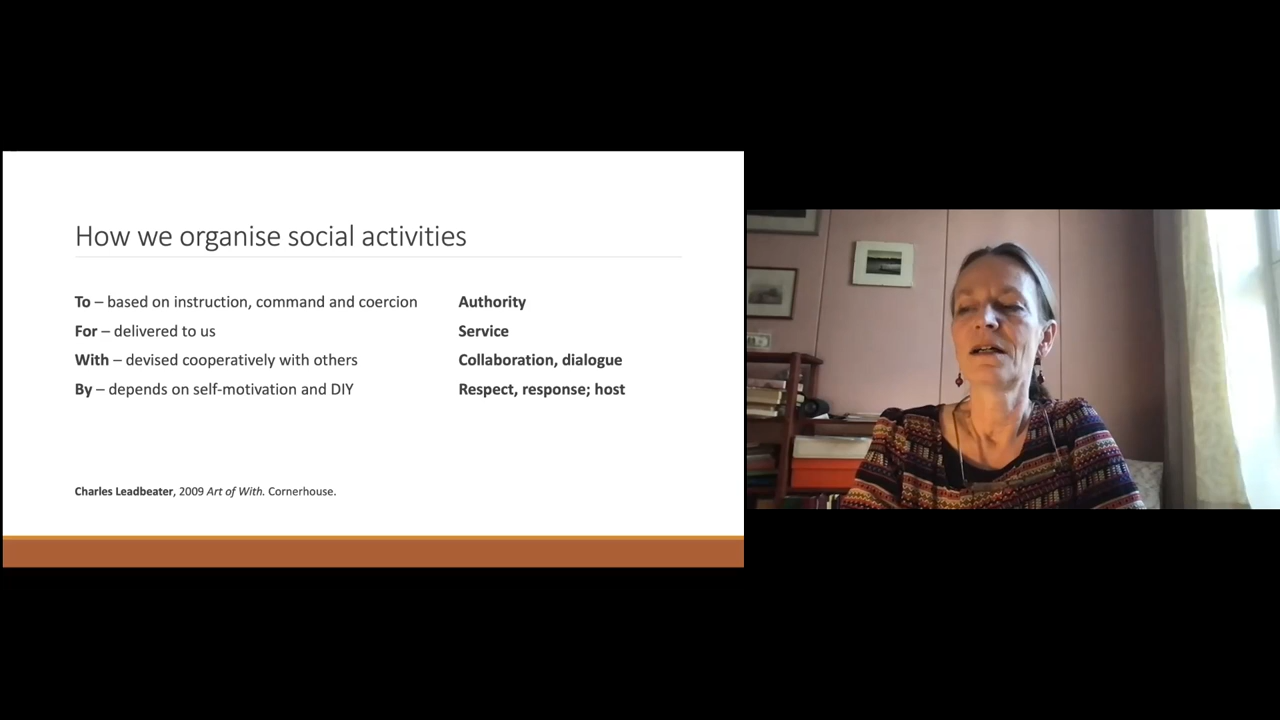 How we organise social activities
To – based on instruction, command and coercion Authority
For – delivered to us Service
With – devised cooperatively with others Collaboration, dialogue
By – depends on self-motivation and DIY Respect, response; host
Charles Leadbeater, 2009 Art of With. Cornerhouse.